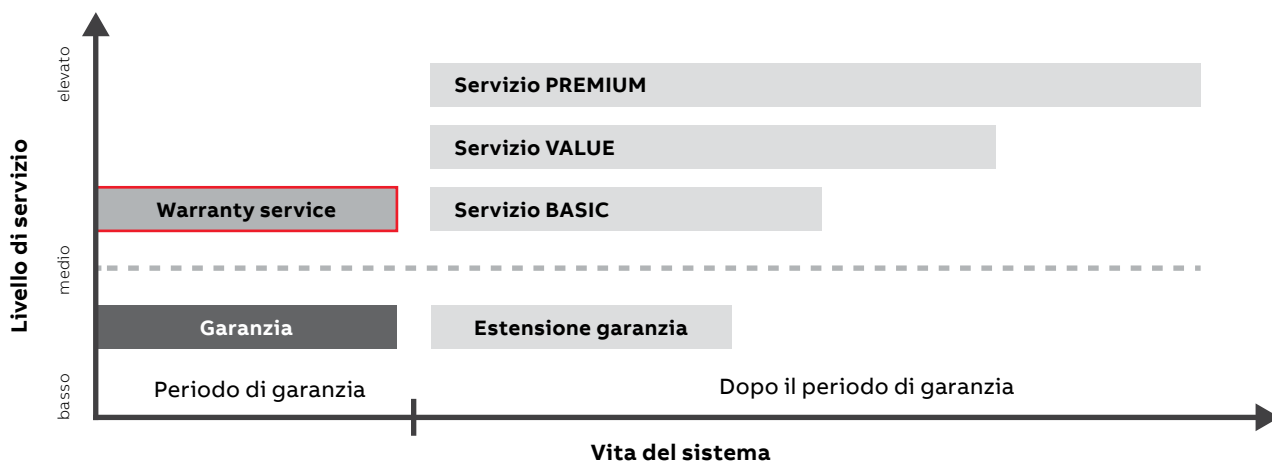 elevato
Servizio PREMIUM
Servizio VALUE
Livello di servizio
Warranty service
Servizio BASIC
medio
Garanzia
Estensione garanzia
basso
Periodo di garanzia
Dopo il periodo di garanzia
Vita del sistema